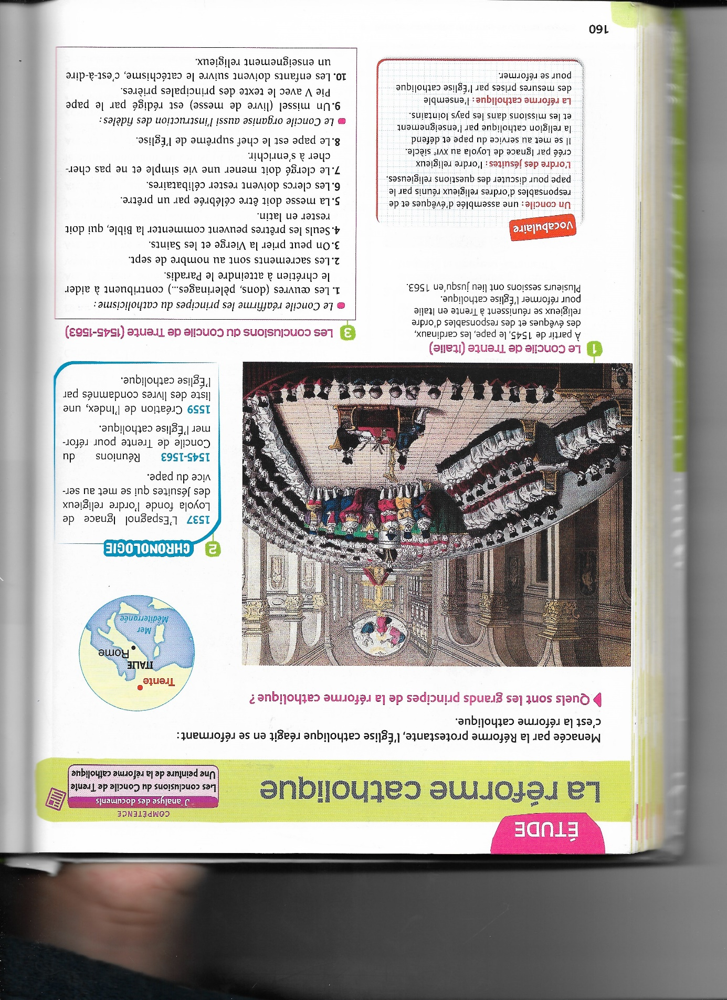 ÉTUDE
La réforme catholique
COMPÉTENCE
J'analyse des documents
Les conclusions du Concile de Trente
Une peinture de la réforme catholique
Menacée par la Réforme protestante, l'Église catholique réagit en se réformant :
c'est la réforme catholique.
Quels sont les grands principes de la réforme catholique ?
Trente
ITALIE
Rome
Mer
Méditerranée
1 Le Concile de Trente (Italie)
À partir de 1545, le pape, les cardinaux,
des évêques et des responsables d'ordre
religieux se réunissent à Trente en Italie
pour réformer l'Église catholique.
Plusieurs sessions ont lieu jusqu'en 1563.
2 CHRONOLOGIE
1537 L'Espagnol Ignace de
Loyola fonde l'ordre religieux
des jésuites qui se met au ser-
vice du pape.
1545-1563 Réunions du
Concile de Trente pour réfor-
mer l'Église catholique.
1559 Création de l'Index, une
liste des livres condamnés par
l'Église catholique.
Vocabulaire
Un concile : une assemblée d'évêques et de
responsables d'ordres religieux réunis par le
pape pour discuter des questions religieuses.
L'ordre des jésuites : l'ordre religieux
créé par Ignace de Loyola au XVIe siècle.
Il se met au service du pape et défend
la religion catholique par l'enseignement
et les missions dans les pays lointains.
La réforme catholique : l'ensemble
des mesures prises par l'Église catholique
pour se réformer.
3 Les conclusions du Concile de Trente (1545-1563)
● Le Concile réaffirme les principes du catholicisme :
1. Les œuvres (dons, pèlerinages...) contribuent à aider
le chrétien à atteindre le Paradis.
2. Les sacrements sont au nombre de sept.
3. On peut prier la Vierge et les Saints.
4. Seuls les prêtres peuvent commenter la Bible, qui doit
rester en latin.
5. La messe doit être célébrée par un prêtre.
6. Les clercs doivent rester célibataires.
7. Le clergé doit mener une vie simple et ne pas cher-
cher à s'enrichir.
8. Le pape est le chef suprême de l'Église.
● Le Concile organise aussi l'instruction des fidèles :
9. Un missel (livre de messe) est rédigé par le pape
Pie V avec le texte des principales prières.
10. Les enfants doivent suivre le catéchisme, c'est-à-dire
un enseignement religieux.
160